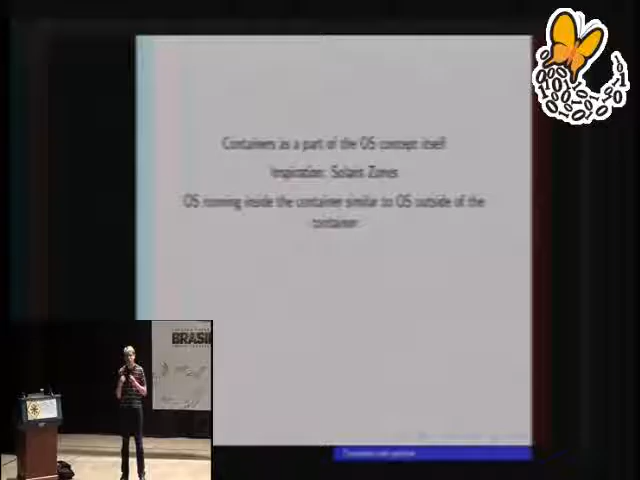 Containers as a part of the OS concept itself
Inspiration: Solaris Zones
OS running inside the container similar to OS outside of the
container
BRASIL